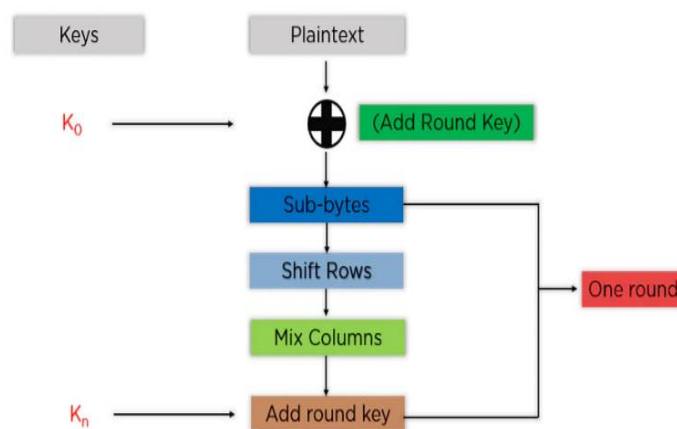 Keys
Plaintext
K₀
(Add Round Key)
Sub-bytes
Shift Rows
One round
Mix Columns
Kₙ
Add round key